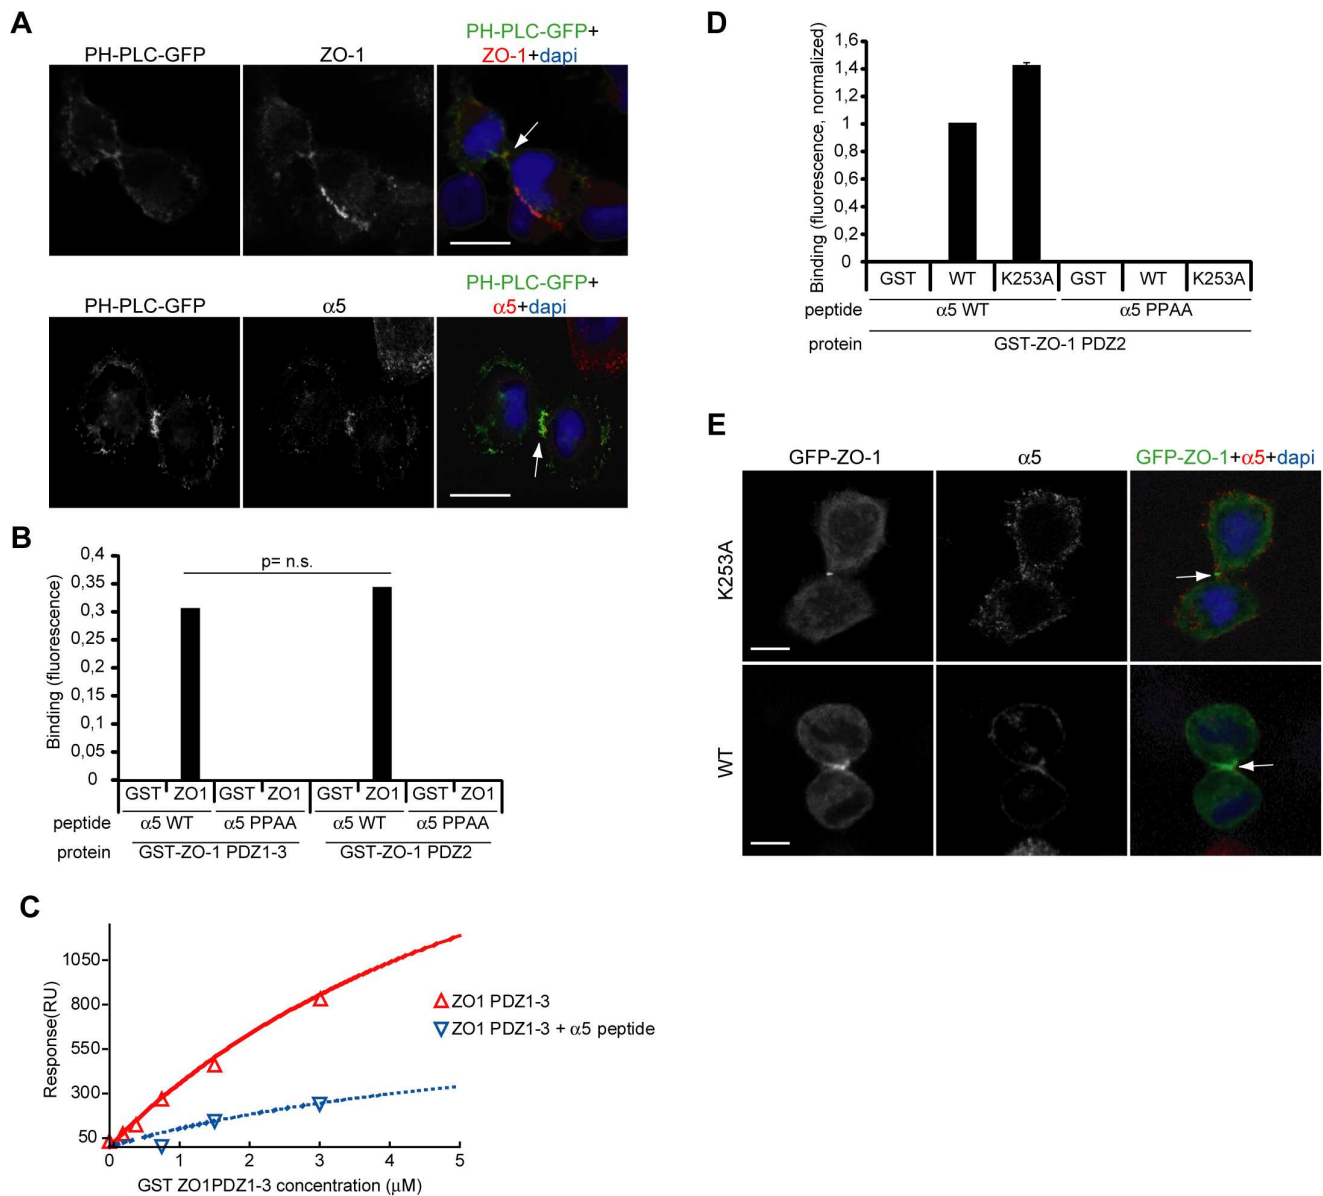 A
PH-PLC-GFP+
PH-PLC-GFP ZO-1 ZO-1+dapi
PH-PLC-GFP+
PH-PLC-GFP α5 α5+dapi
B
0,4
0,35
0,3
0,25
0,2
0,15
0,1
0,05
0
Binding (fluorescence)
p= n.s.
GST ZO1 GST ZO1 GST ZO1 GST ZO1
peptide α5 WT α5 PPAA α5 WT α5 PPAA
protein GST-ZO-1 PDZ1-3 GST-ZO-1 PDZ2
C
1050
800
550
300
50
Response(RU)
ZO1 PDZ1-3
ZO1 PDZ1-3 + α5 peptide
0 1 2 3 4 5
GST ZO1PDZ1-3 concentration (μM)
D
1,6
1,4
1,2
1
0,8
0,6
0,4
0,2
0
Binding (fluorescence, normalized)
GST WT K253A GST WT K253A
peptide α5 WT α5 PPAA
protein GST-ZO-1 PDZ2
E
GFP-ZO-1 α5 GFP-ZO-1+α5+dapi
K253A
WT